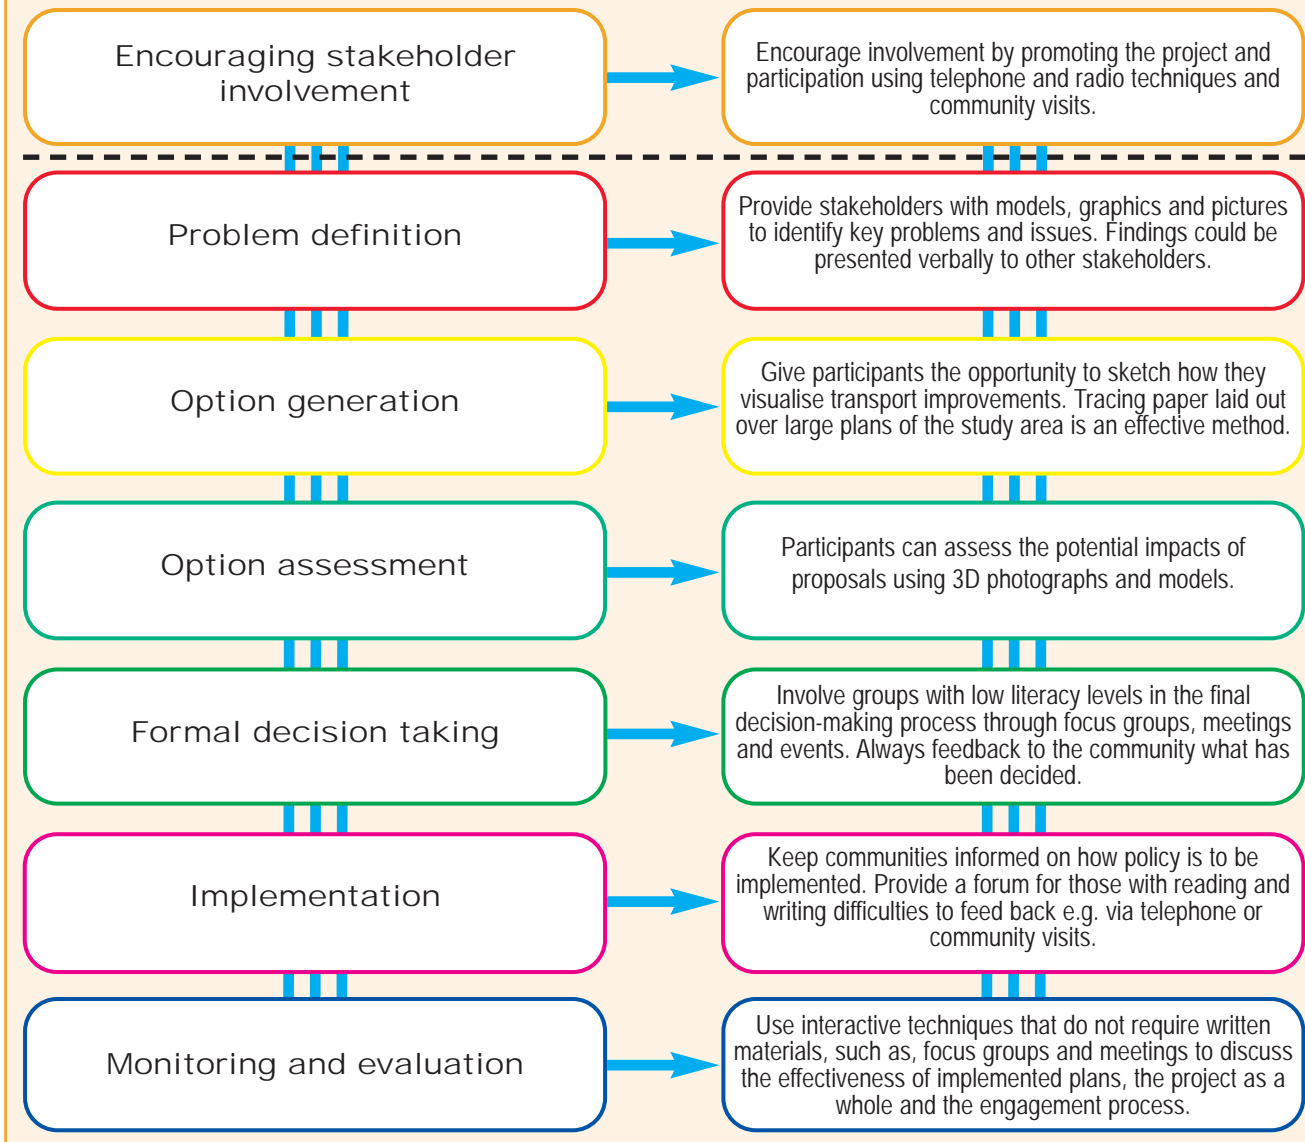 Encouraging stakeholder
involvement
Encourage involvement by promoting the project and
participation using telephone and radio techniques and
community visits.
Problem definition
Provide stakeholders with models, graphics and pictures
to identify key problems and issues. Findings could be
presented verbally to other stakeholders.
Option generation
Give participants the opportunity to sketch how they
visualise transport improvements. Tracing paper laid out
over large plans of the study area is an effective method.
Option assessment
Participants can assess the potential impacts of
proposals using 3D photographs and models.
Formal decision taking
Involve groups with low literacy levels in the final
decision-making process through focus groups, meetings
and events. Always feedback to the community what has
been decided.
Implementation
Keep communities informed on how policy is to be
implemented. Provide a forum for those with reading and
writing difficulties to feed back e.g. via telephone or
community visits.
Monitoring and evaluation
Use interactive techniques that do not require written
materials, such as, focus groups and meetings to discuss
the effectiveness of implemented plans, the project as a
whole and the engagement process.